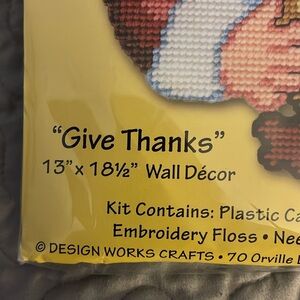 “Give Thanks”
13” x 18½” Wall Décor
Kit Contains: Plastic Ca
Embroidery Floss • Nee
© DESIGN WORKS CRAFTS • 70 Orville